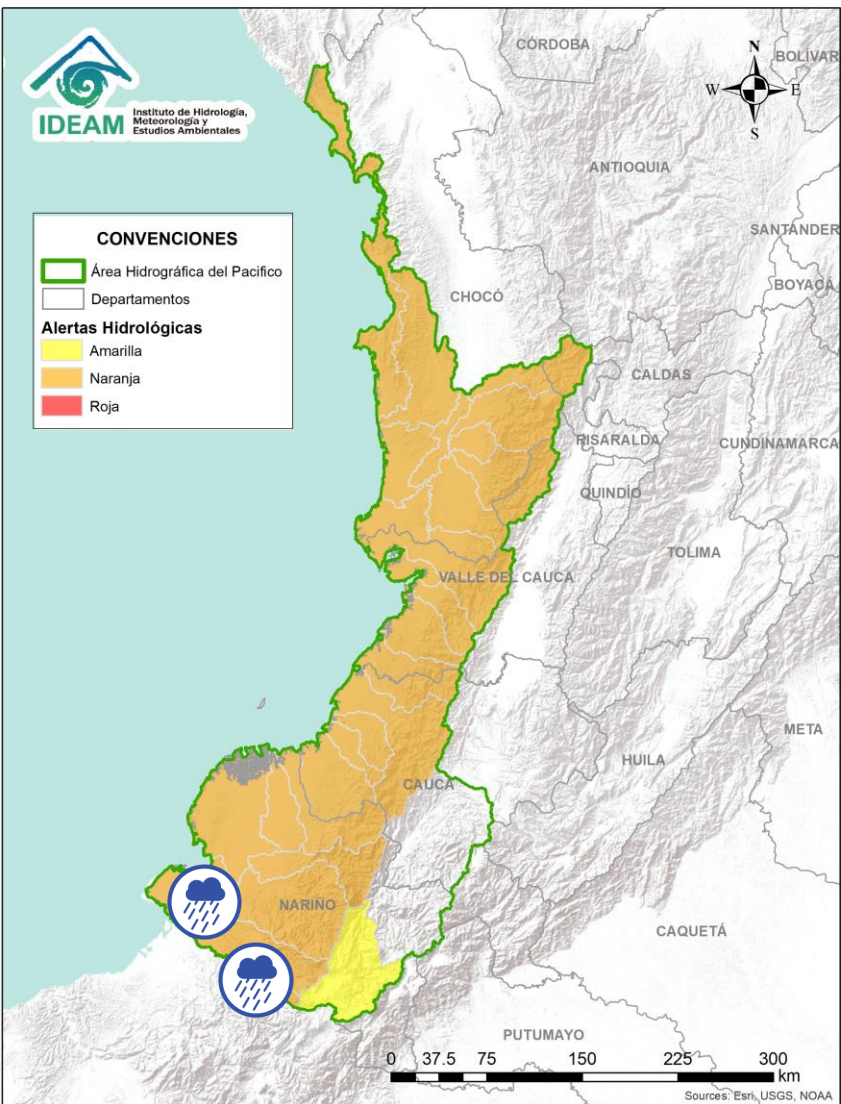 IDEAM
Instituto de Hidrología,
Meteorología y
Estudios Ambientales
N
W
E
S
CÓRDOBA
BOLÍVAR
ANTIOQUIA
SANTANDER
BOYACÁ
CHOCÓ
CALDAS
RISARALDA
CUNDINAMARCA
QUINDÍO
TOLIMA
VALLE DEL CAUCA
META
HUILA
CAUCA
NARIÑO
CAQUETÁ
PUTUMAYO
CONVENCIONES
Área Hidrográfica del Pacifico
Departamentos
Alertas Hidrológicas
Amarilla
Naranja
Roja
0 37.5 75 150 225 300
km
Sources: Esri, USGS, NOAA